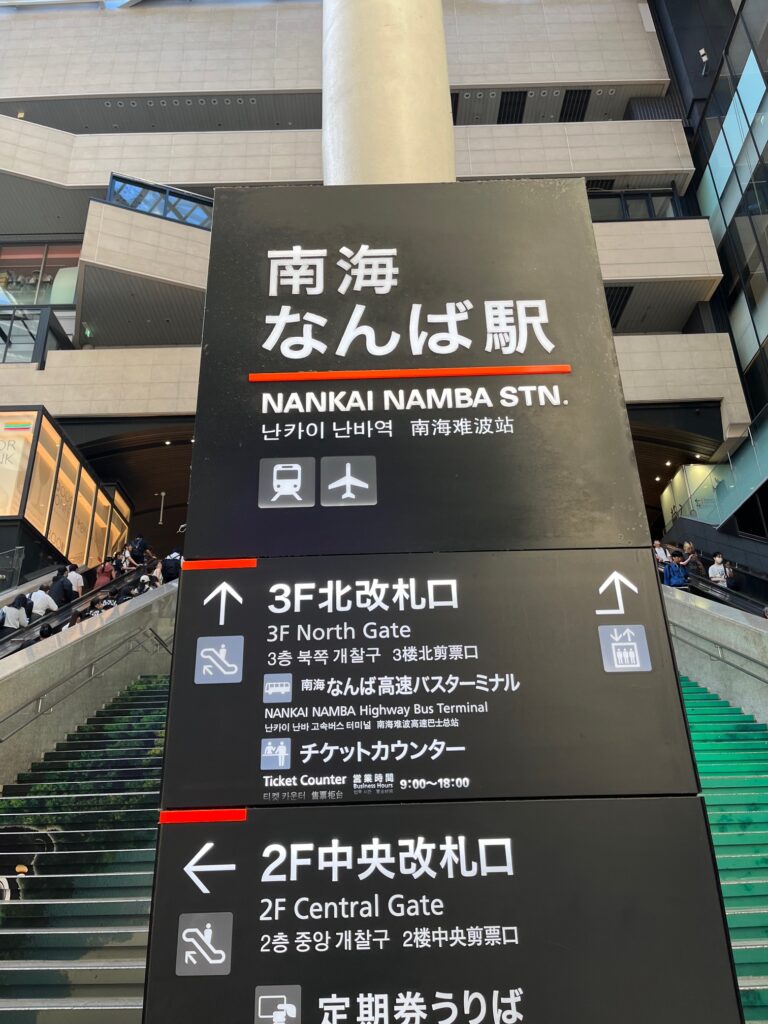 南海
なんば駅
NANKAI NAMBA STN.
난카이 난바역 南海难波站
3F北改札口
3F North Gate
3층 북쪽 개찰구 3楼北剪票口
南海なんば高速バスターミナル
NANKAI NAMBA Highway Bus Terminal
난카이 난바 고속버스 터미널 南海难波高速巴士总站
チケットカウンター
Ticket Counter 営業時間 Business Hours 9:00~18:00
티켓 카운터 售票柜台
2F中央改札口
2F Central Gate
2층 중앙 개찰구 2楼中央剪票口
定期券うりば